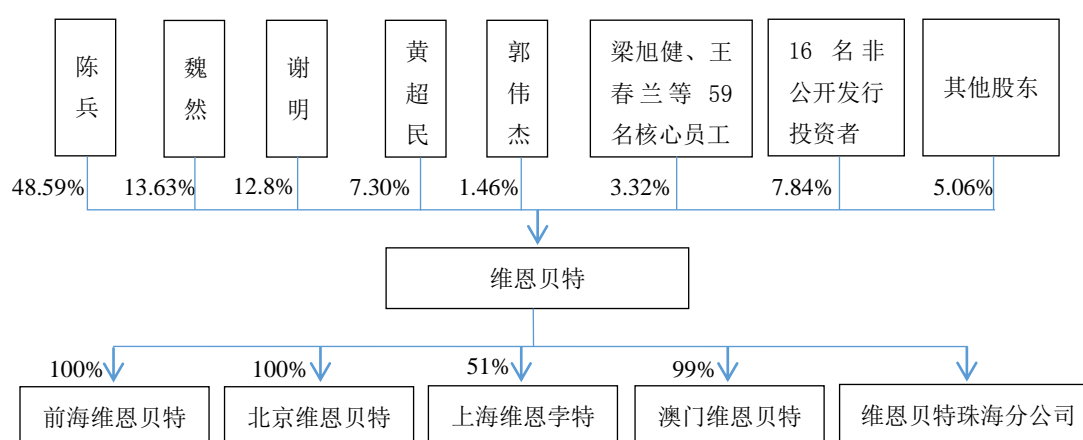 陈
兵
魏
然
谢
明
黄
超
民
郭
伟
杰
梁旭健、王
春兰等 59
名核心员工
16 名非
公开发行
投资者
其他股东
48.59%
13.63%
12.8%
7.30%
1.46%
3.32%
7.84%
5.06%
维恩贝特
100%
100%
51%
99%
前海维恩贝特
北京维恩贝特
上海维恩孛特
澳门维恩贝特
维恩贝特珠海分公司